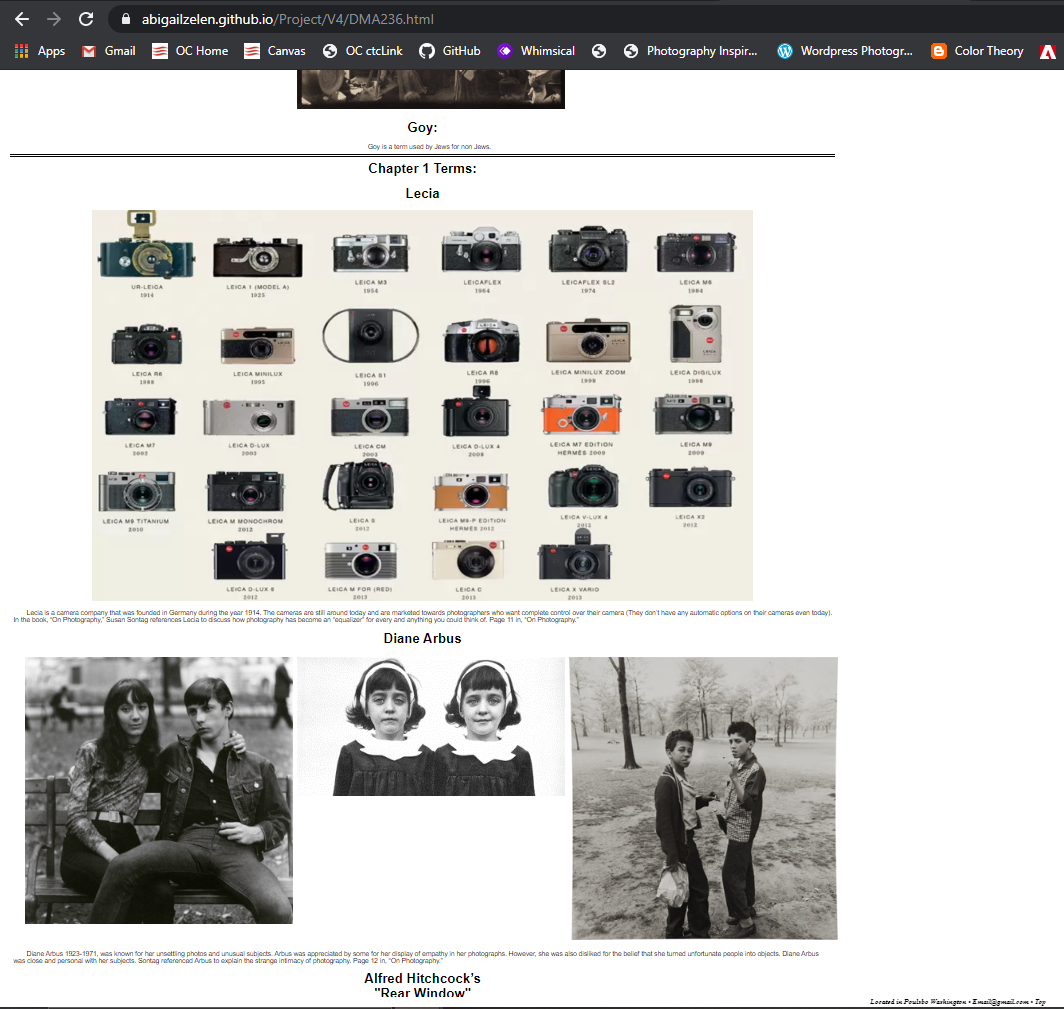 abigailzelen.github.io/Project/V4/DMA236.html
Apps Gmail OC Home Canvas OC ctcLink GitHub Whimsical Photography Inspir... Wordpress Photogr... Color Theory
Goy:
Goy is a term used by Jews for non Jews.
Chapter 1 Terms:
Lecia
UR-LEICA LEICA 1 (MODEL A) LEICA M3 LEICAFLEX LEICAFLEX SL2 LEICA M6
1914 1925 1954 1964 1974 1984
LEICA R6 LEICA MINILUX LEICA S1 LEICA R8 LEICA MINILUX ZOOM LEICA DIGILUX
1988 1995 1996 1996 1998 1998
LEICA M7 LEICA D-LUX LEICA CM LEICA D-LUX 4 LEICA M7 EDITION LEICA M9
2002 2003 2003 2008 HERMÈS 2009 2009
LEICA M9 TITANIUM LEICA M MONOCHROM LEICA S LEICA M9-P EDITION LEICA V-LUX 4 LEICA X2
2010 2012 2012 HERMÈS 2012 2012 2012
LEICA D-LUX 6 LEICA M FOR (RED) LEICA C LEICA X VARIO
2012 2013 2013 2013
Lecia is a camera company that was founded in Germany during the year 1914. The cameras are still around today and are marketed towards photographers who want complete control over their camera (They don't have any automatic options on their cameras even today).
In the book, "On Photography," Susan Sontag references Lecia to discuss how photography has become an "equalizer" for every and anything you could think of. Page 11 in, "On Photography."
Diane Arbus
Diane Arbus 1923-1971, was known for her unsettling photos and unusual subjects. Arbus was appreciated by some for her display of empathy in her photographs. However, she was also disliked for the belief that she turned unfortunate people into objects. Diane Arbus
was close and personal with her subjects. Sontag referenced Arbus to explain the strange intimacy of photography. Page 12 in, "On Photography."
Alfred Hitchcock's
"Rear Window"
Located in Poulsbo Washington • Email@gmail.com • Top